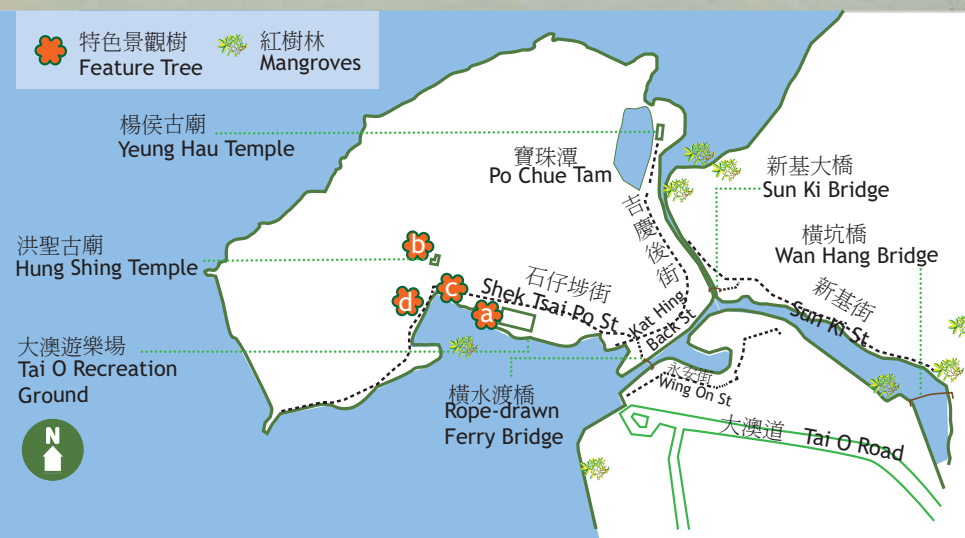 特色景觀樹
Feature Tree
紅樹林
Mangroves
楊侯古廟
Yeung Hau Temple
寶珠潭
Po Chue Tam
新基大橋
Sun Ki Bridge
吉慶後街
橫坑橋
Wan Hang Bridge
洪聖古廟
Hung Shing Temple
b
d
c
a
石仔埗街
Shek Tsai Po St
Kat Hing
Back St
新基街
Sun Ki St
大澳遊樂場
Tai O Recreation
Ground
橫水渡橋
Rope-drawn
Ferry Bridge
永安街
Wing On St
大澳道 Tai O Road
N